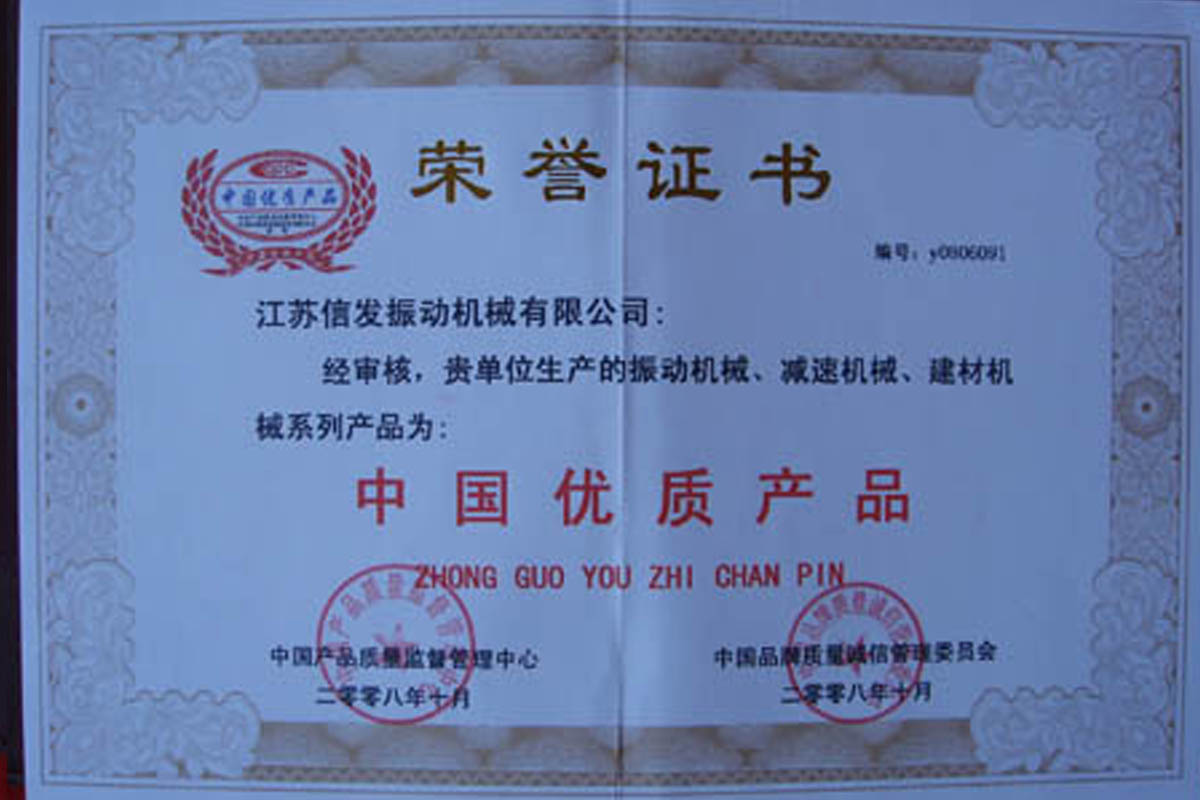 荣誉证书
中国优质产品
编号：y0806091
江苏信发振动机械有限公司：
经审核，贵单位生产的振动机械、减速机械、建材机
械系列产品为：
中国优质产品
ZHONG GUO YOU ZHI CHAN PIN
中国产品质量监督管理中心
二零零八年十月
中国品牌质量诚信管理委员会
二零零八年十月